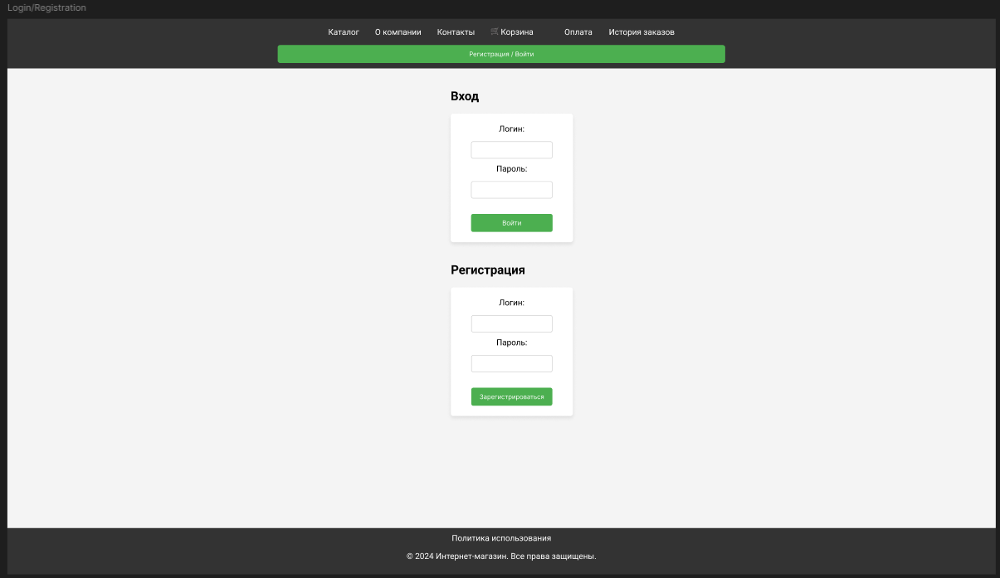 Login/Registration
Каталог О компании Контакты 🛒 Корзина Оплата История заказов
Регистрация / Войти
Вход
Логин:
Пароль:
Войти
Регистрация
Логин:
Пароль:
Зарегистрироваться
Политика использования
© 2024 Интернет-магазин. Все права защищены.